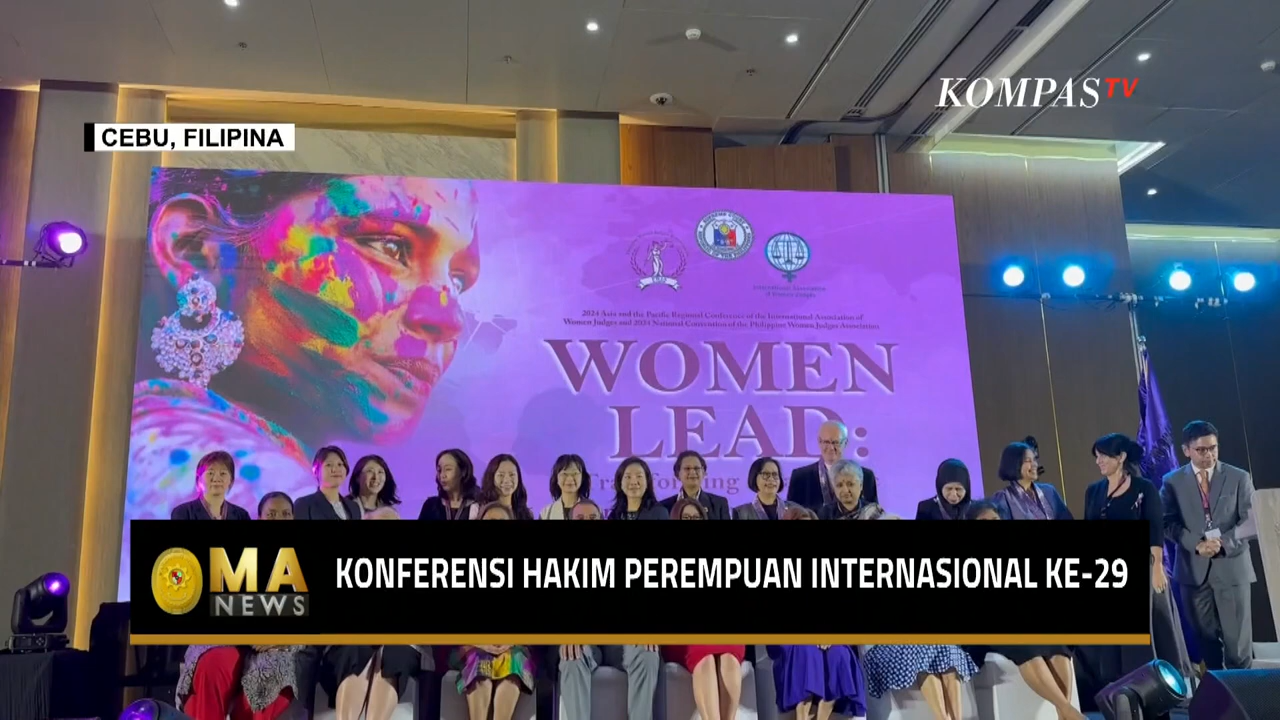 KOMPASTV
CEBU, FILIPINA
2024 Asia and the Pacific Regional Conference of the International Association of
Women Judges and 2024 National Convention of the Philippine Women Judges Association
WOMEN
LEAD:
MA
NEWS
KONFERENSI HAKIM PEREMPUAN INTERNASIONAL KE-29